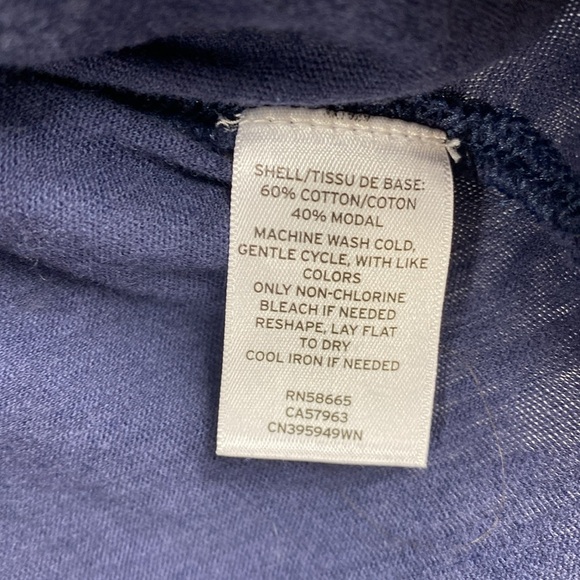 SHELL/TISSU DE BASE:
60% COTTON/COTON
40% MODAL
MACHINE WASH COLD,
GENTLE CYCLE, WITH LIKE
COLORS
ONLY NON-CHLORINE
BLEACH IF NEEDED
RESHAPE, LAY FLAT
TO DRY
COOL IRON IF NEEDED
RN58665
CA57963
CN395949WN